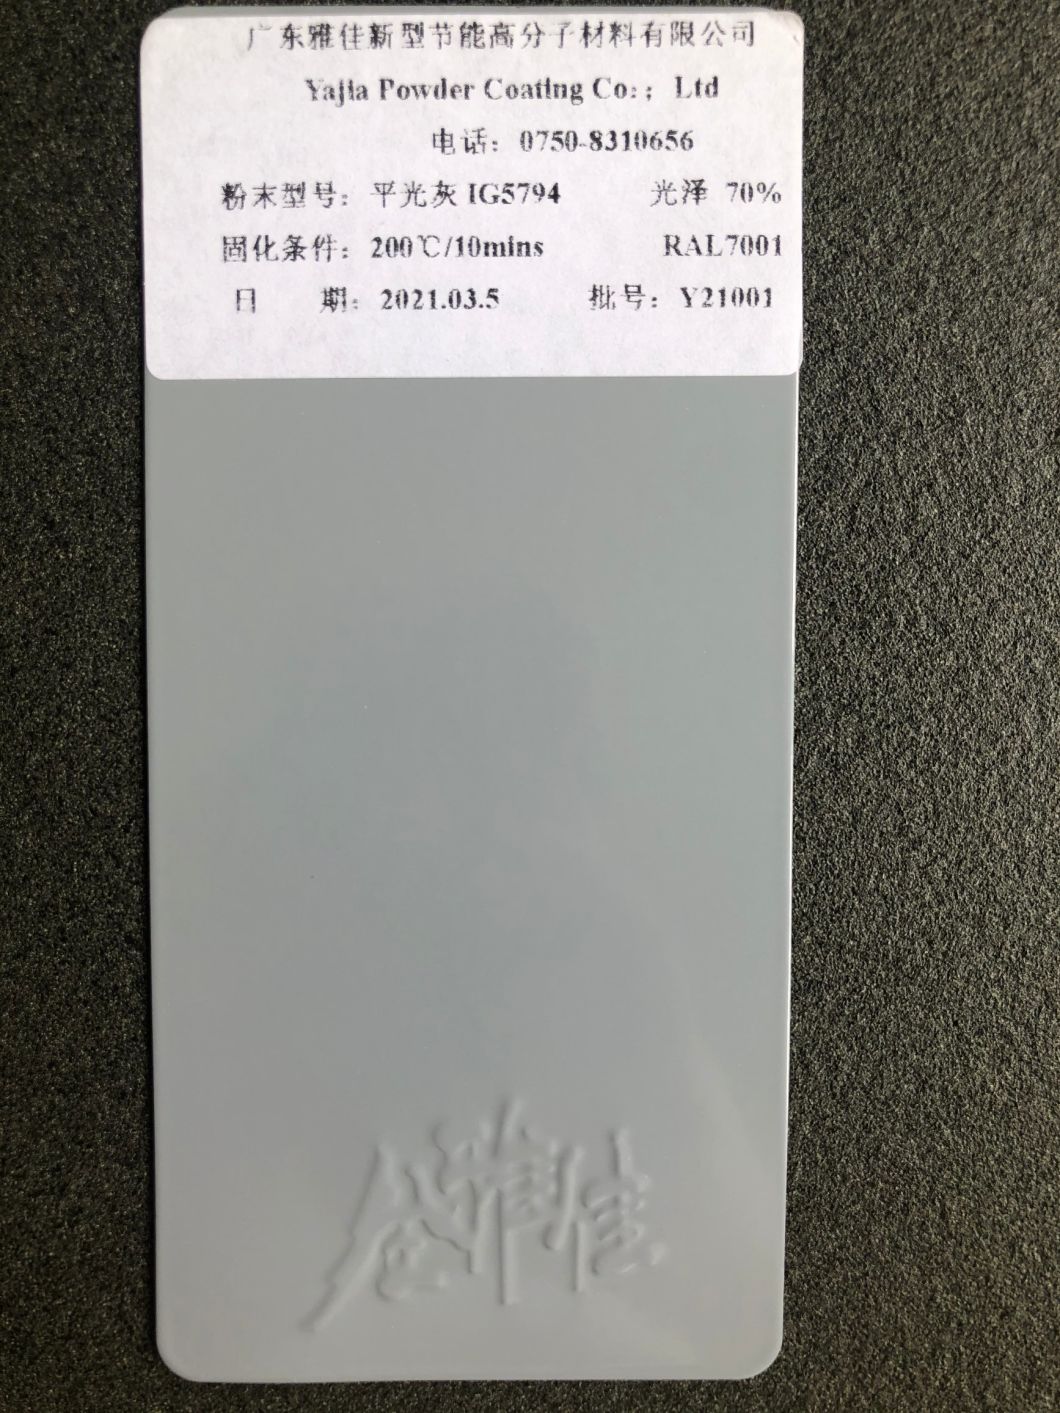 广东雅佳新型节能高分子材料有限公司
Yajia Powder Coating Co:; Ltd
电话：0750-8310656
粉末型号：平光灰 IG5794 光泽 70%
固化条件：200℃/10mins RAL7001
日 期：2021.03.5 批号：Y21001
雅佳